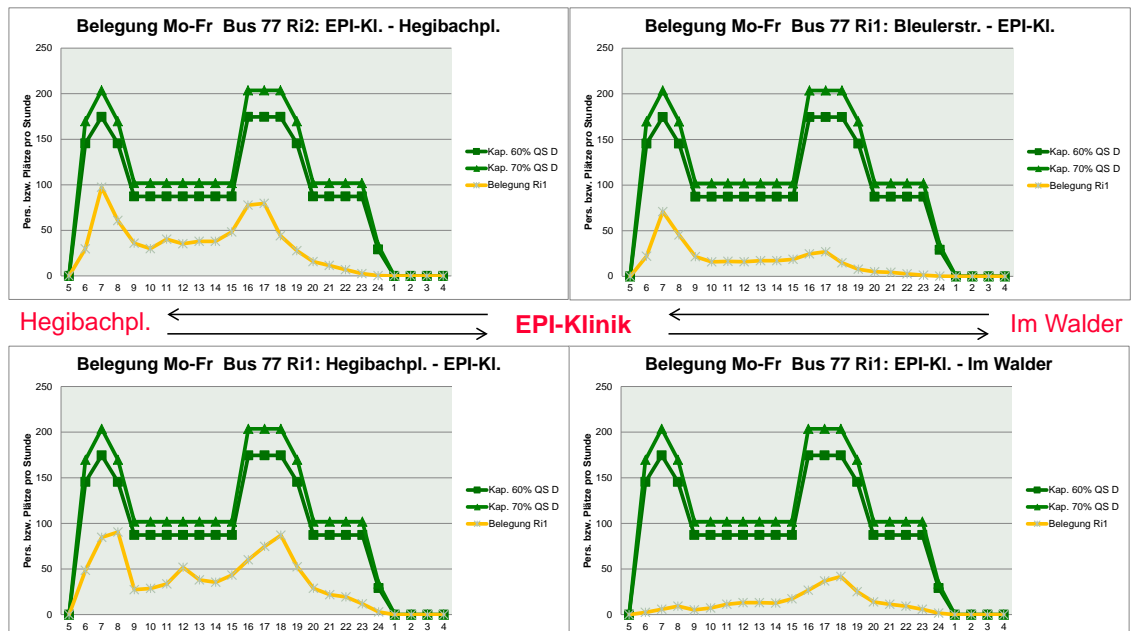 Belegung Mo-Fr Bus 77 Ri2: EPI-Kl. - Hegibachpl.
Pers. bzw. Plätze pro Stunde
250
200
150
100
50
0
5 6 7 8 9 10 11 12 13 14 15 16 17 18 19 20 21 22 23 24 1 2 3 4
Kap. 60% QS D
Kap. 70% QS D
Belegung Ri1
Belegung Mo-Fr Bus 77 Ri1: Bleulerstr. - EPI-Kl.
Pers. bzw. Plätze pro Stunde
250
200
150
100
50
0
5 6 7 8 9 10 11 12 13 14 15 16 17 18 19 20 21 22 23 24 1 2 3 4
Kap. 60% QS D
Kap. 70% QS D
Belegung Ri1
Hegibachpl. EPI-Klinik Im Walder
Belegung Mo-Fr Bus 77 Ri1: Hegibachpl. - EPI-Kl.
Pers. bzw. Plätze pro Stunde
250
200
150
100
50
0
5 6 7 8 9 10 11 12 13 14 15 16 17 18 19 20 21 22 23 24 1 2 3 4
Kap. 60% QS D
Kap. 70% QS D
Belegung Ri1
Belegung Mo-Fr Bus 77 Ri1: EPI-Kl. - Im Walder
Pers. bzw. Plätze pro Stunde
250
200
150
100
50
0
5 6 7 8 9 10 11 12 13 14 15 16 17 18 19 20 21 22 23 24 1 2 3 4
Kap. 60% QS D
Kap. 70% QS D
Belegung Ri1